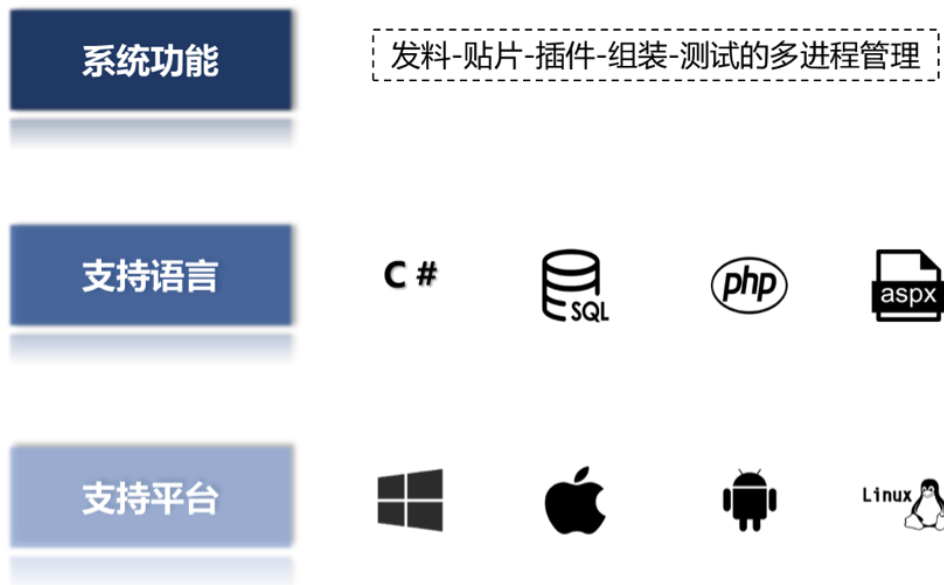 系统功能
发料-贴片-插件-组装-测试的多进程管理
支持语言
C #
SQL
php
aspx
支持平台
Linux